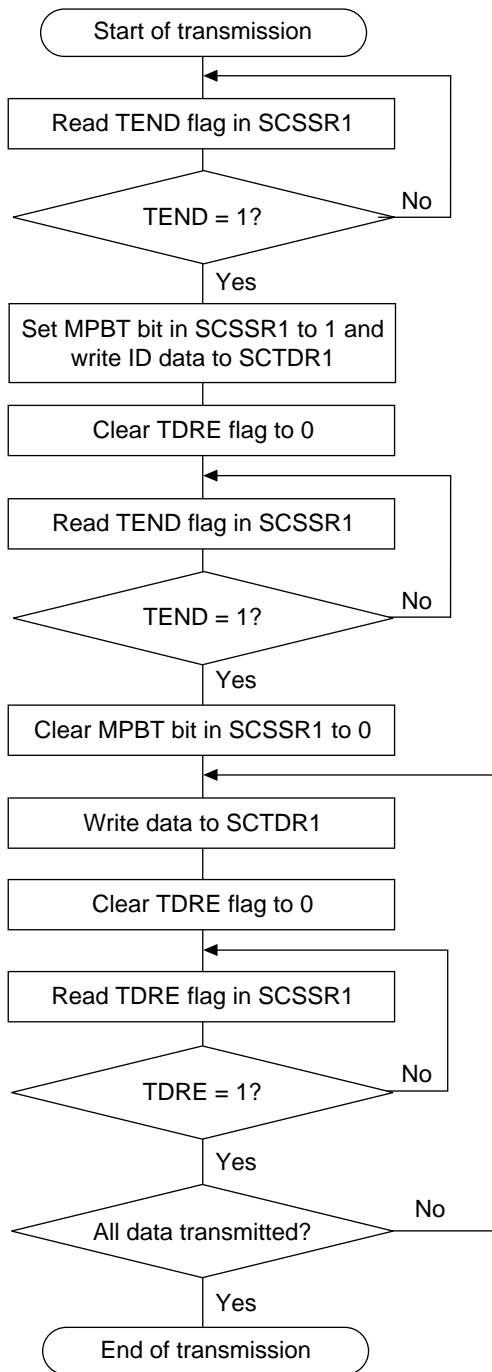 Start of transmission
Read TEND flag in SCSSR1
TEND = 1?
No
Yes
Set MPBT bit in SCSSR1 to 1 and
write ID data to SCTDR1
Clear TDRE flag to 0
Read TEND flag in SCSSR1
TEND = 1?
No
Yes
Clear MPBT bit in SCSSR1 to 0
Write data to SCTDR1
Clear TDRE flag to 0
Read TDRE flag in SCSSR1
TDRE = 1?
No
Yes
All data transmitted?
No
Yes
End of transmission